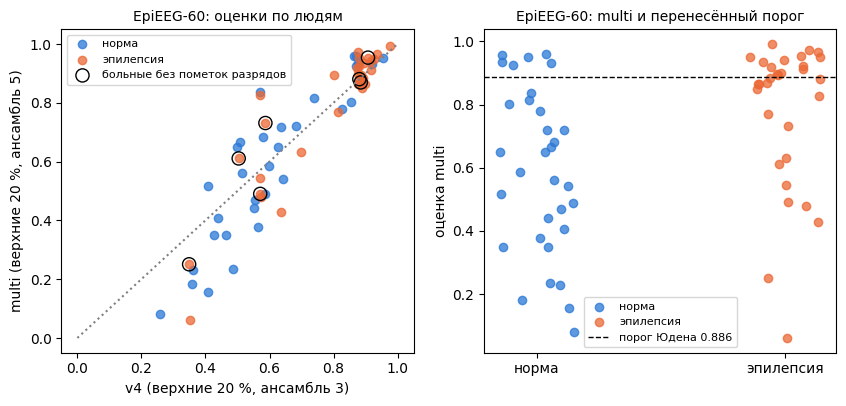 EpiEEG-60: оценки по людям
норма
эпилепсия
больные без пометок разрядов
multi (верхние 20 %, ансамбль 5)
1.0
0.8
0.6
0.4
0.2
0.0
0.0 0.2 0.4 0.6 0.8 1.0
v4 (верхние 20 %, ансамбль 3)
EpiEEG-60: multi и перенесённый порог
оценка multi
1.0
0.8
0.6
0.4
0.2
норма
эпилепсия
порог Юдена 0.886
норма эпилепсия